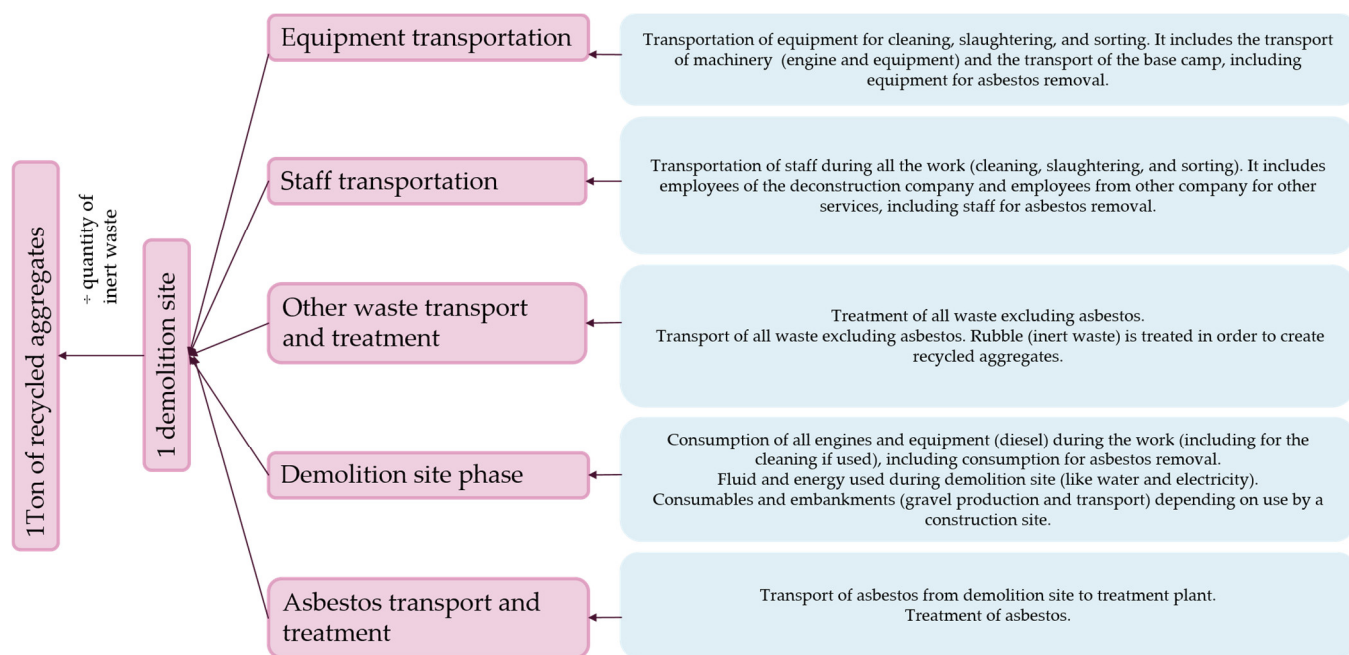 Equipment transportation
Transportation of equipment for cleaning, slaughtering, and sorting. It includes the transport
of machinery (engine and equipment) and the transport of the base camp, including
equipment for asbestos removal.
Staff transportation
Transportation of staff during all the work (cleaning, slaughtering, and sorting). It includes
employees of the deconstruction company and employees from other company for other
services, including staff for asbestos removal.
1Ton of recycled aggregates
÷ quantity of
inert waste
1 demolition site
Other waste transport
and treatment
Treatment of all waste excluding asbestos.
Transport of all waste excluding asbestos. Rubble (inert waste) is treated in order to create
recycled aggregates.
Demolition site phase
Consumption of all engines and equipment (diesel) during the work (including for the
cleaning if used), including consumption for asbestos removal.
Fluid and energy used during demolition site (like water and electricity).
Consumables and embankments (gravel production and transport) depending on use by a
construction site.
Asbestos transport and
treatment
Transport of asbestos from demolition site to treatment plant.
Treatment of asbestos.